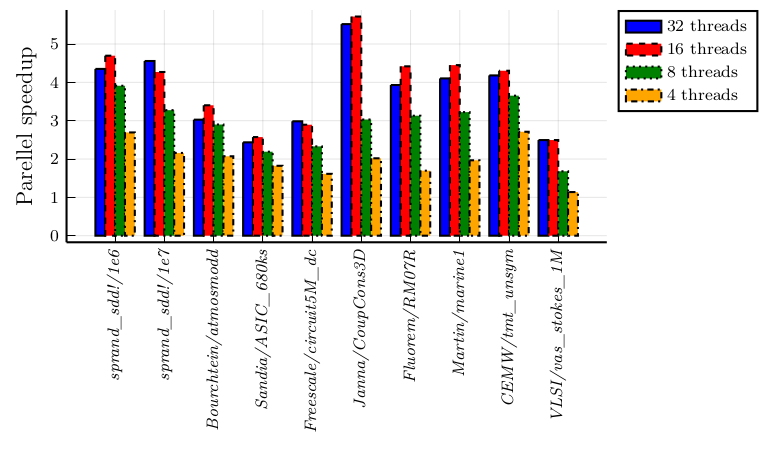 Parellel speedup
5
4
3
2
1
0
sprand_sdd!/1e6
sprand_sdd!/1e7
Bourchtein/atmosmodd
Sandia/ASIC_680ks
Freescale/circuit5M_dc
Janna/CoupCons3D
Fluorem/RM07R
Martin/marine1
CEMW/tmt_unsym
VLSI/vas_stokes_1M
32 threads
16 threads
8 threads
4 threads